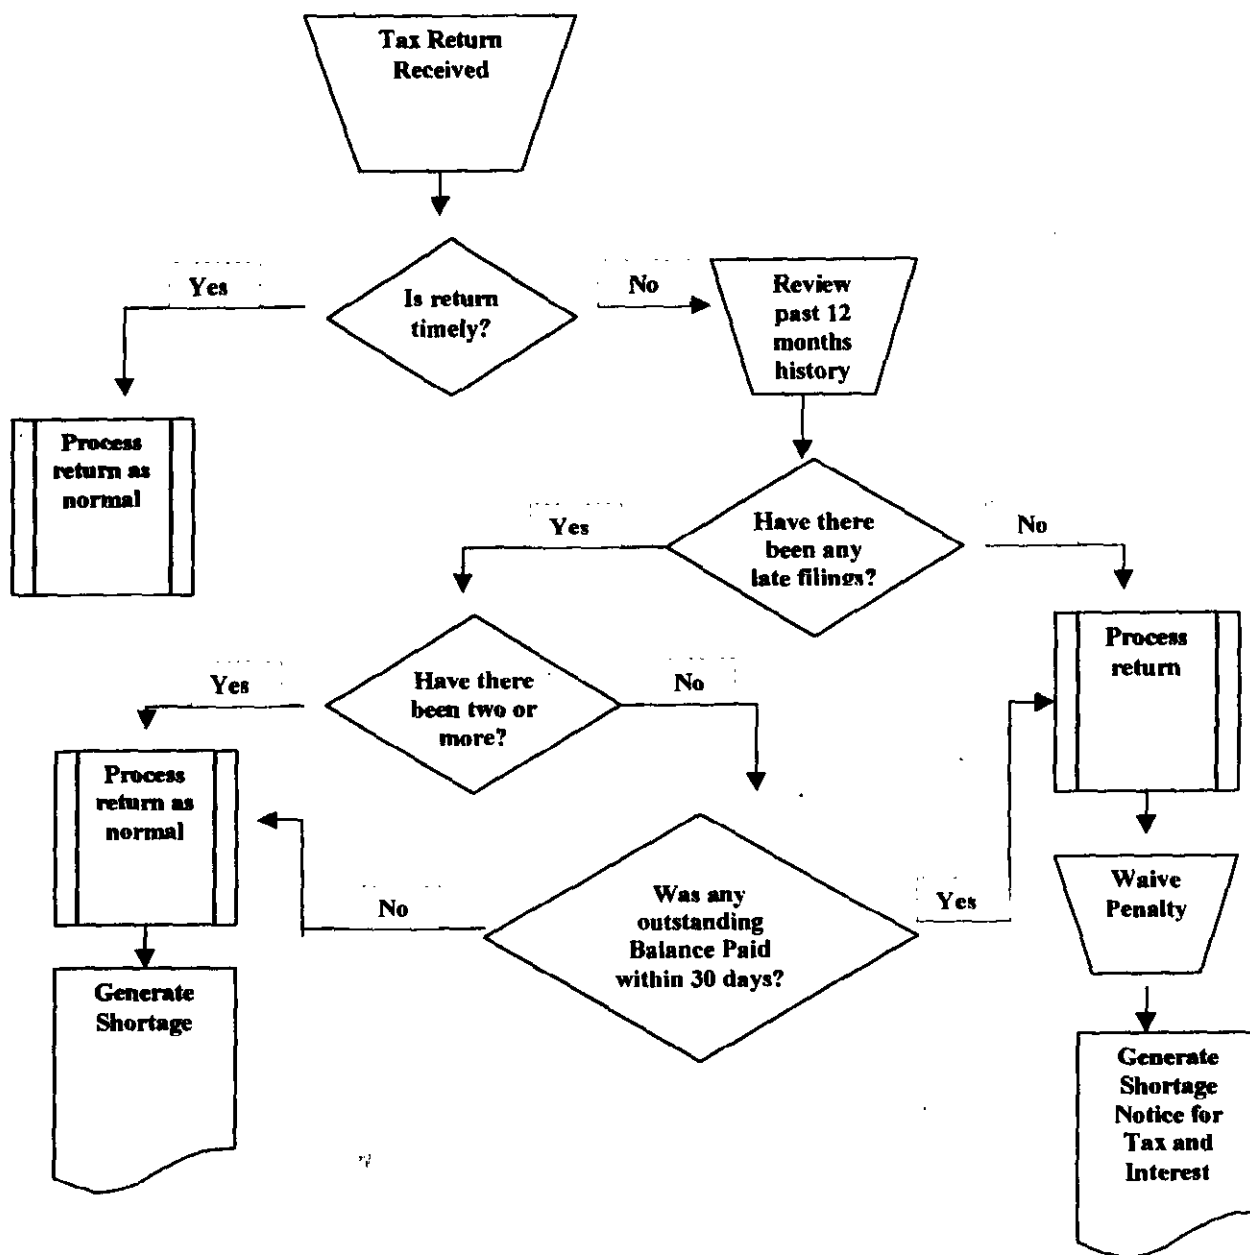 Tax Return
Received
Yes
Is return
timely?
No
Review
past 12
months
history
Process
return as
normal
Yes
Have there
been any
late filings?
No
Yes
Have there
been two or
more?
No
Process
return
Process
return as
normal
No
Was any
outstanding
Balance Paid
within 30 days?
Yes
Waive
Penalty
Generate
Shortage
Generate
Shortage
Notice for
Tax and
Interest